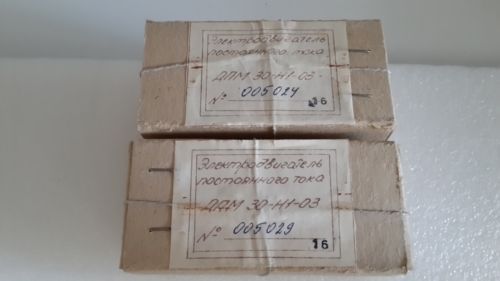 Электродвигатель
постоянного тока
ДПМ 30-Н1-03
№ 005024
16
Электродвигатель
постоянного тока
ДПМ 30-Н1-03
№ 005029
16